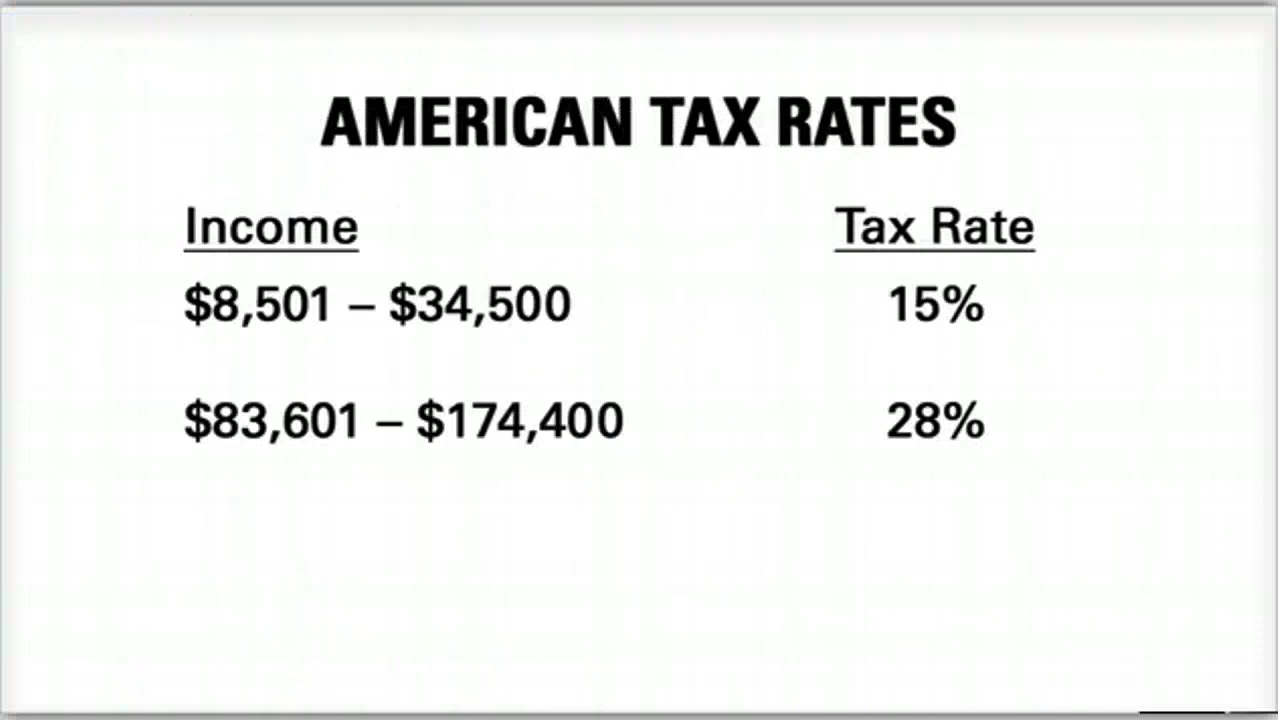 AMERICAN TAX RATES
Income Tax Rate
$8,501 – $34,500 15%
$83,601 – $174,400 28%